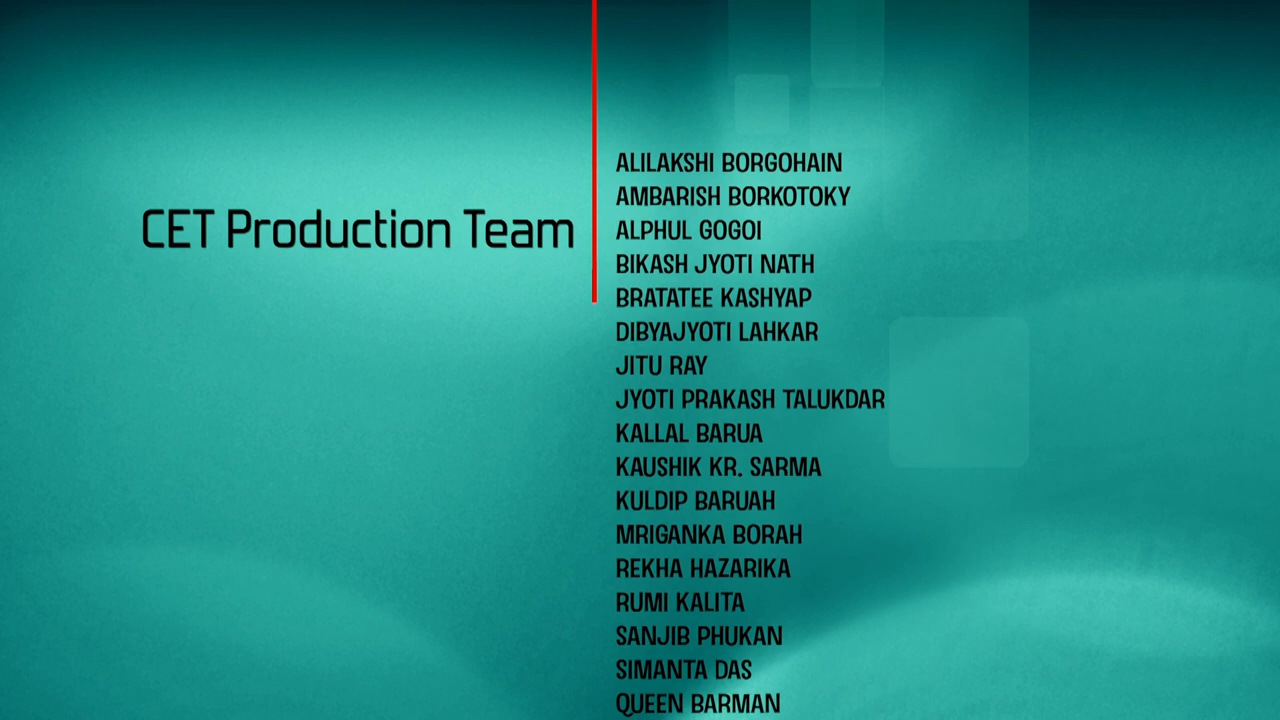 CET Production Team
ALILAKSHI BORGOHAIN
AMBARISH BORKOTOKY
ALPHUL GOGOI
BIKASH JYOTI NATH
BRATATEE KASHYAP
DIBYAJYOTI LAHKAR
JITU RAY
JYOTI PRAKASH TALUKDAR
KALLAL BARUA
KAUSHIK KR. SARMA
KULDIP BARUAH
MRIGANKA BORAH
REKHA HAZARIKA
RUMI KALITA
SANJIB PHUKAN
SIMANTA DAS
QUEEN BARMAN